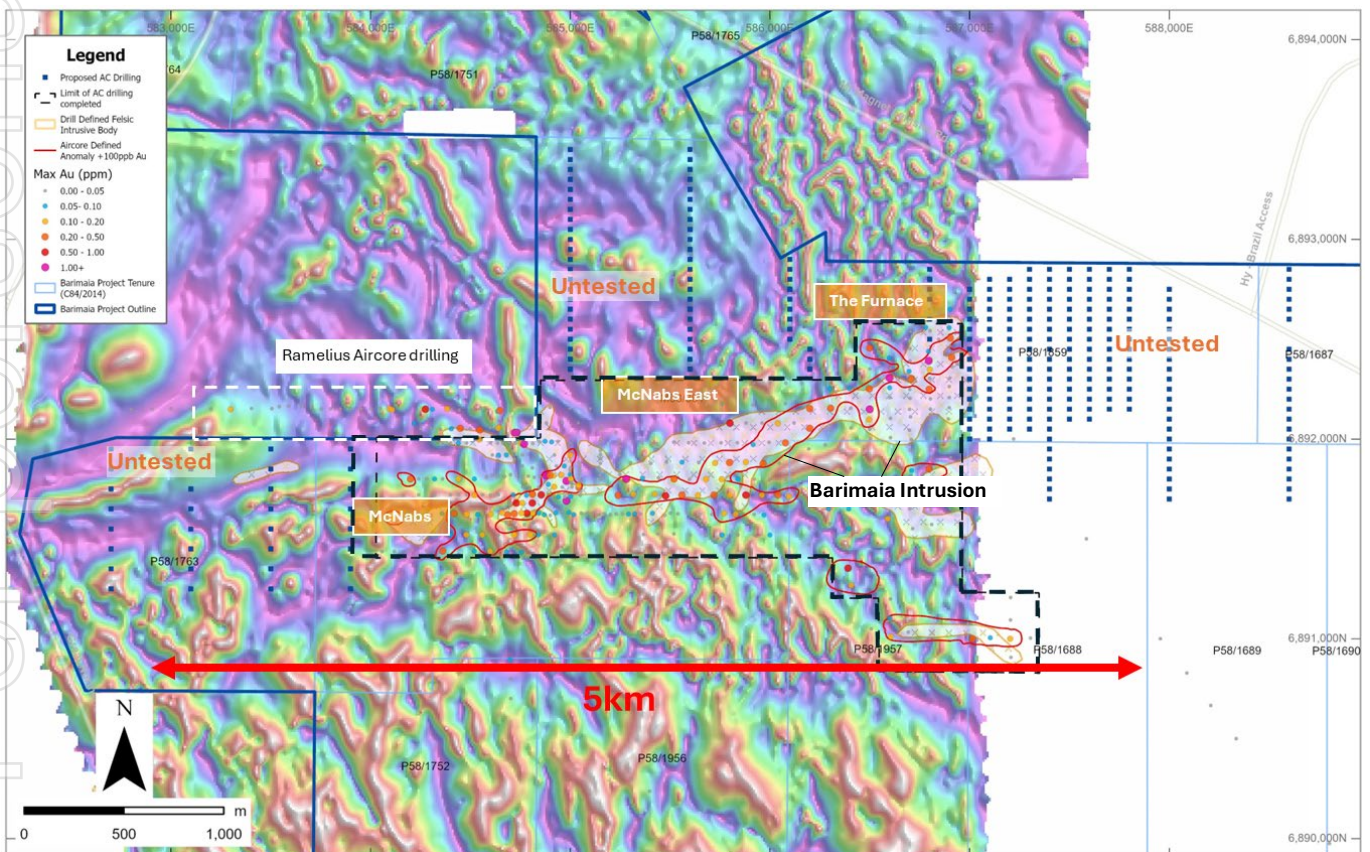 583,000E
584,000E
585,000E
586,000E
587,000E
588,000E
6,894,000N
P58/1765
64
P58/1751
Legend
Proposed AC Drilling
Limit of AC drilling
completed
Drill Defined Felsic
Intrusive Body
Aircore Defined
Anomaly +100ppb Au
Max Au (ppm)
0.00 - 0.05
0.05- 0.10
0.10 - 0.20
0.20 - 0.50
0.50 - 1.00
1.00+
Barimaia Project Tenure
(C84/2014)
Barimaia Project Outline
Hy - Brazil Access
6,893,000N
Untested
The Furnace
Untested
Ramelius Aircore drilling
P58/1659
P58/1687
McNabs East
6,892,000N
Untested
Barimaia Intrusion
McNabs
P58/1763
P58/1957
P58/1688
P58/1689
P58/1690
6,891,000N
5km
N
P58/1752
P58/1956
m
0
500
1,000
6,890,000N